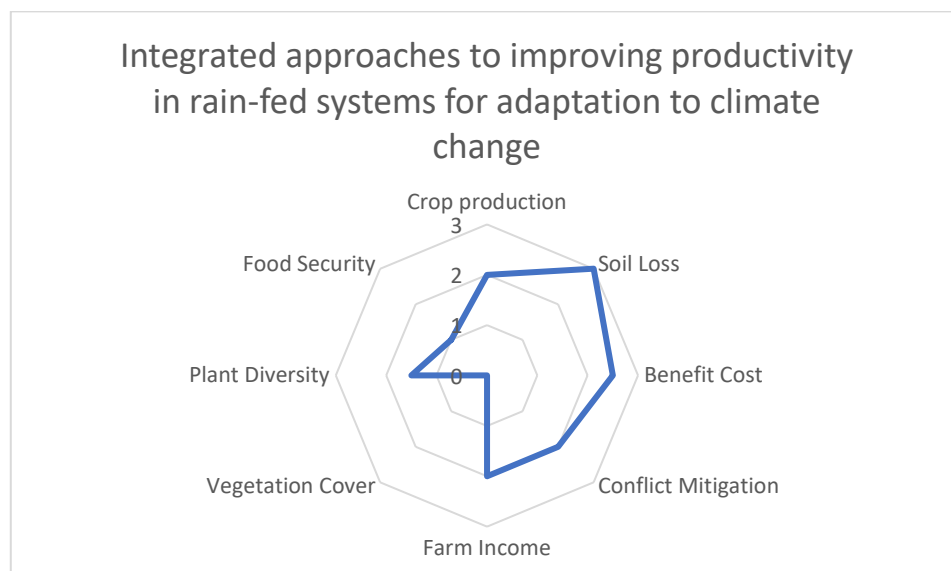 Integrated approaches to improving productivity
in rain-fed systems for adaptation to climate
change
Crop production
3
Food Security
Soil Loss
2
1
Plant Diversity
0
Benefit Cost
Vegetation Cover
Conflict Mitigation
Farm Income